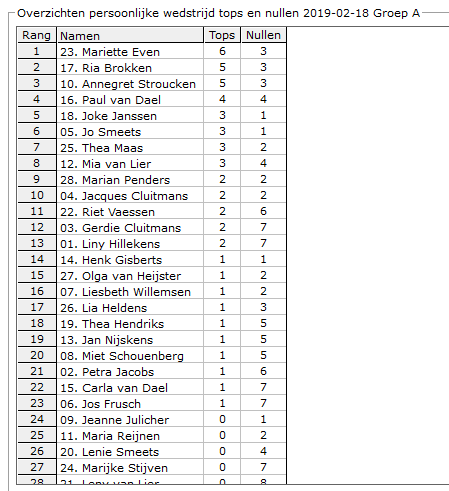 Overzichten persoonlijke wedstrijd tops en nullen 2019-02-18 Groep A
Rang Namen Tops Nullen
1 23. Mariette Even 6 3
2 17. Ria Brokken 5 3
3 10. Annegret Stroucken 5 3
4 16. Paul van Dael 4 4
5 18. Joke Janssen 3 1
6 05. Jo Smeets 3 1
7 25. Thea Maas 3 2
8 12. Mia van Lier 3 4
9 28. Marian Penders 2 2
10 04. Jacques Cluitmans 2 2
11 22. Riet Vaessen 2 6
12 03. Gerdie Cluitmans 2 7
13 01. Liny Hillekens 2 7
14 14. Henk Gisberts 1 1
15 27. Olga van Heijster 1 2
16 07. Liesbeth Willemsen 1 2
17 26. Lia Heldens 1 3
18 19. Thea Hendriks 1 5
19 13. Jan Nijskens 1 5
20 08. Miet Schouenberg 1 5
21 02. Petra Jacobs 1 6
22 15. Carla van Dael 1 7
23 06. Jos Frusch 1 7
24 09. Jeanne Julicher 0 1
25 11. Maria Reijnen 0 2
26 20. Lenie Smeets 0 4
27 24. Marijke Stijven 0 7
28 21. Leny van Lier 0 8